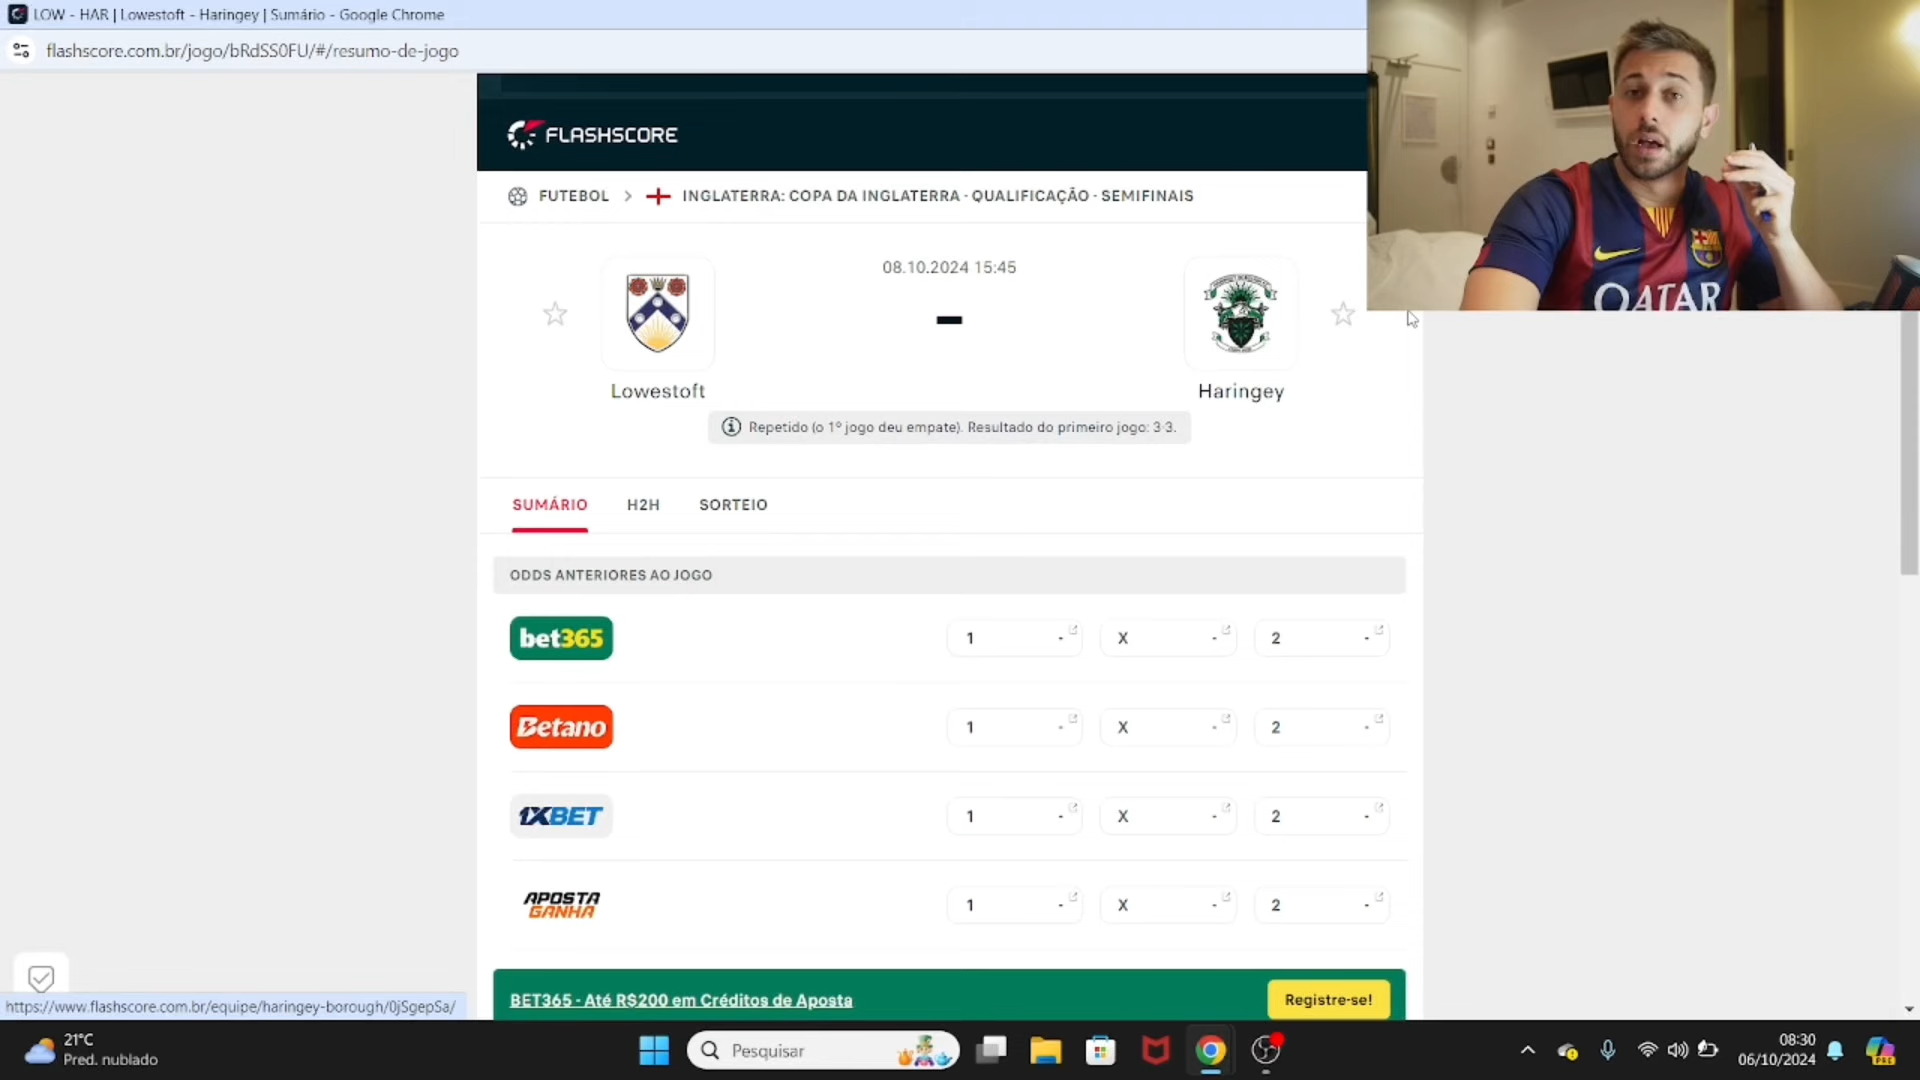 LOW - HAR | Lowestoft - Haringey | Sumário - Google Chrome
flashscore.com.br/jogo/bRdSS0FU/#/resumo-de-jogo
FLASHSCORE
FUTEBOL > INGLATERRA: COPA DA INGLATERRA - QUALIFICAÇÃO - SEMIFINAIS
08.10.2024 15:45
-
Lowestoft
Haringey
Repetido (o 1º jogo deu empate). Resultado do primeiro jogo: 3-3.
SUMÁRIO H2H SORTEIO
ODDS ANTERIORES AO JOGO
bet365 1 - X - 2 -
Betano 1 - X - 2 -
1XBET 1 - X - 2 -
APOSTA GANHA 1 - X - 2 -
BET365 - Até R$200 em Créditos de Aposta Registre-se!
https://www.flashscore.com.br/equipe/haringey-borough/0jSgepSa/
QATAR
21°C
Pred. nublado
Pesquisar
08:30
06/10/2024
PRE